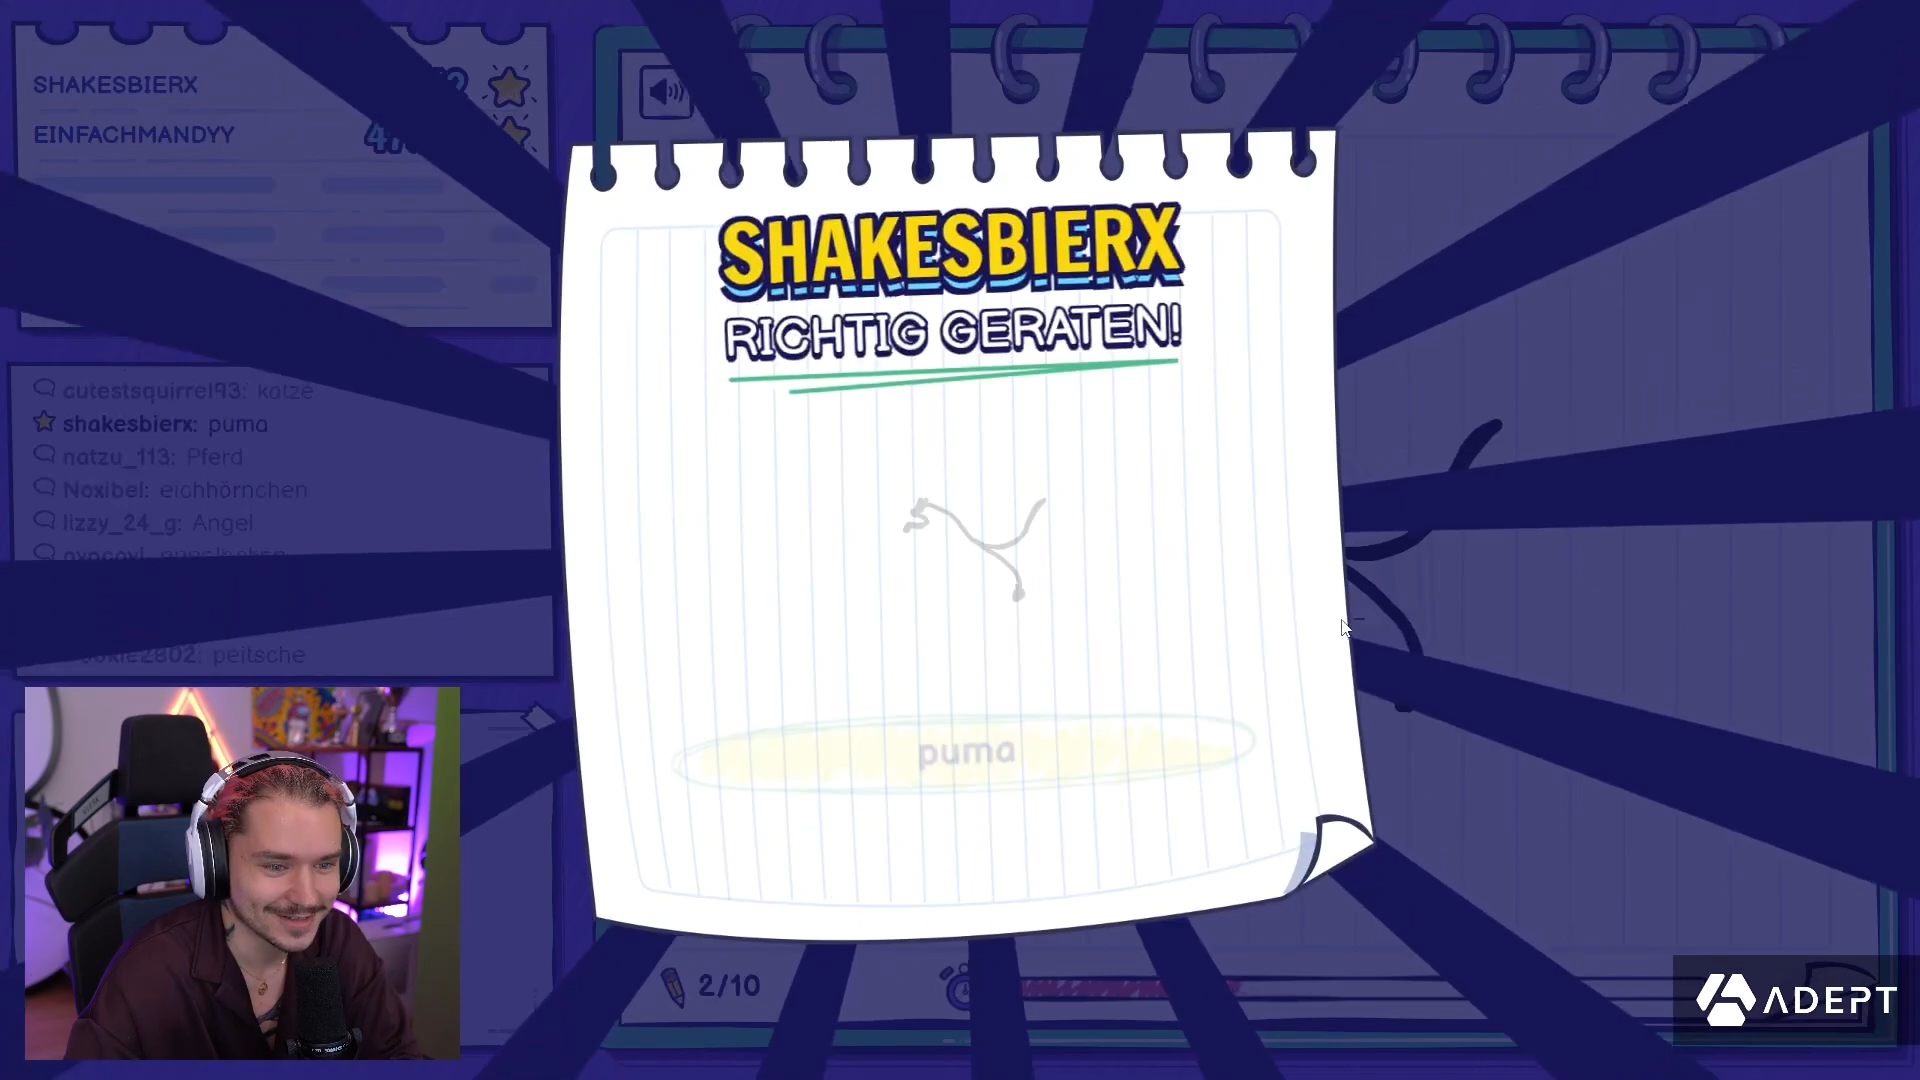 SHAKESBIERX
EINFACHMANDYY
SHAKESBIERX
RICHTIG GERATEN!
cutestsquirrel93: katze
shakesbierx: puma
natzu_113: Pferd
Noxibel: eichhörnchen
lizzy_24_g: Angel
peitsche
puma
2/10
ADEPT